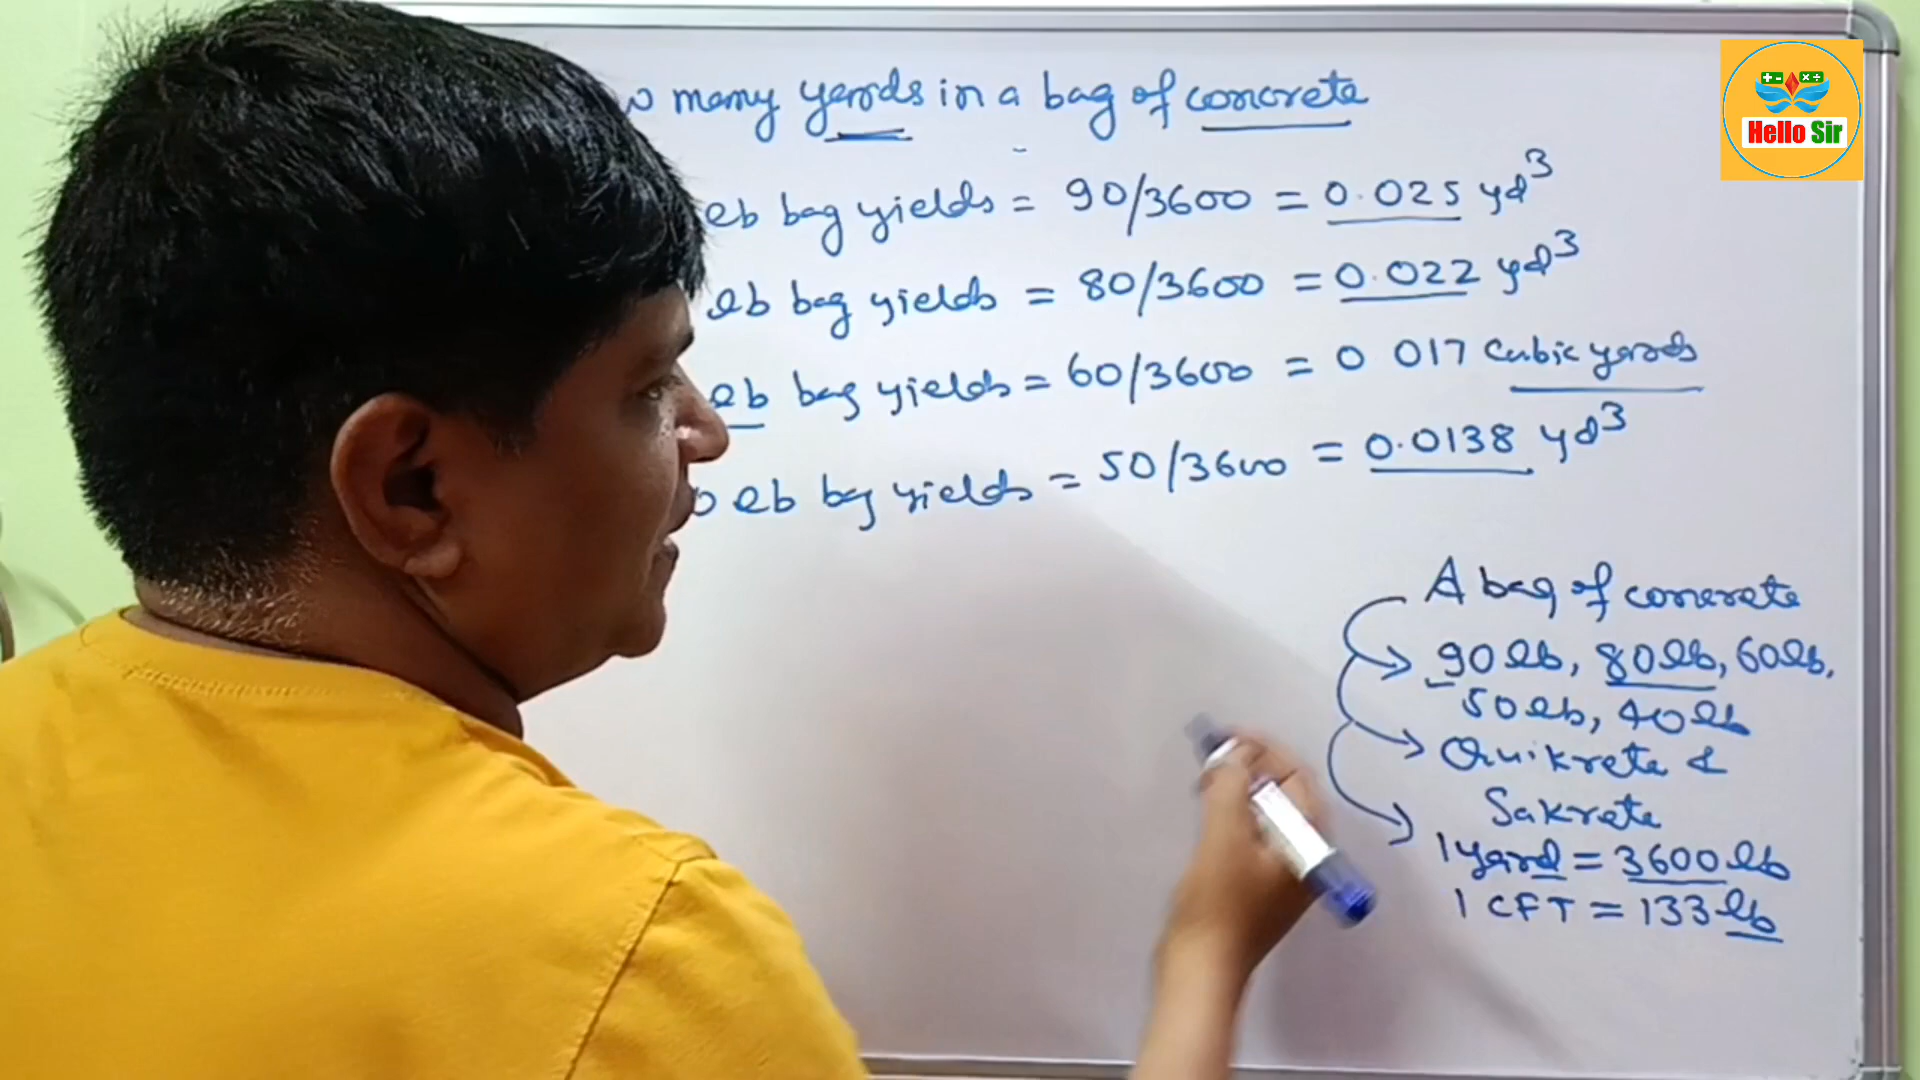 many yards in a bag of concrete
lb bag yields = 90/3600 = 0.025 yd³
lb bag yields = 80/3600 = 0.022 yd³
lb bag yields = 60/3600 = 0 017 cubic yards
lb bag yields = 50/3600 = 0.0138 yd³
A bag of concrete
90lb, 80lb, 60lb,
50lb, 40lb
Quikrete &
Sakrete
1 yard = 3600 lb
1 CFT = 133 lb
Hello Sir